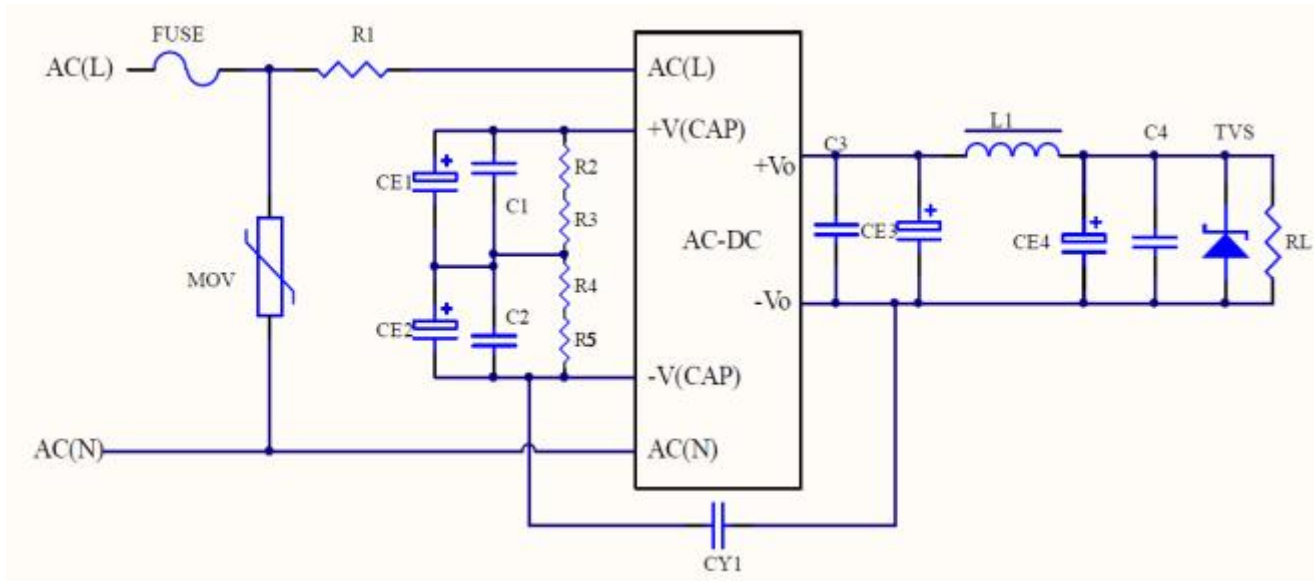 FUSE
R1
AC(L)
AC(L)
+V(CAP)
CE1
C1
R2
R3
MOV
CE2
C2
R4
R5
-V(CAP)
AC(N)
AC(N)
AC-DC
+Vo
-Vo
C3
CE3
L1
CE4
C4
TVS
RL
CY1